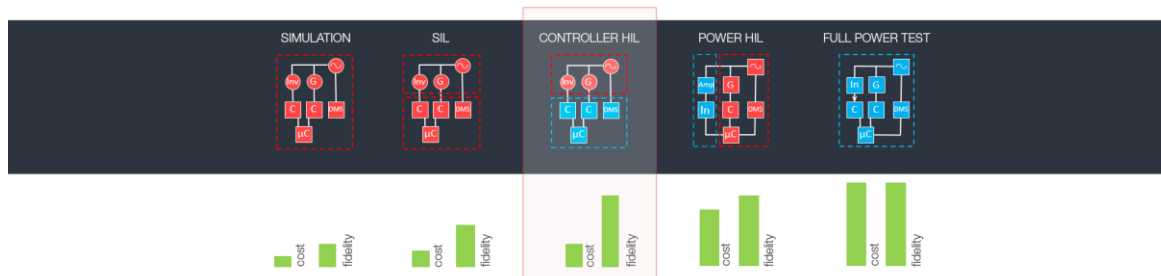 SIMULATION
SIL
CONTROLLER HIL
POWER HIL
FULL POWER TEST
Inv G
C C DMS
µC
Inv G
C C DMS
µC
Inv G
C C DMS
µC
Amp G
In C DMS
µC
In G
C C DMS
µC
cost fidelity
cost fidelity
cost fidelity
cost fidelity
cost fidelity